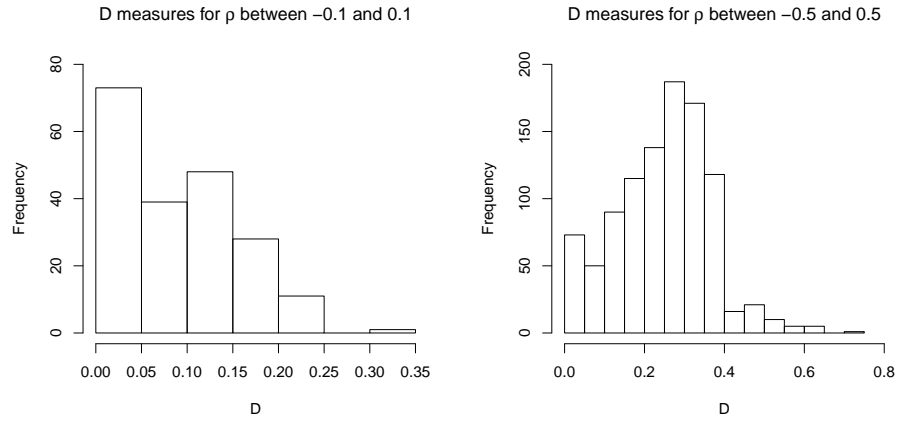 D measures for ρ between −0.1 and 0.1
80
60
40
20
0
Frequency
0.00 0.05 0.10 0.15 0.20 0.25 0.30 0.35
D
D measures for ρ between −0.5 and 0.5
200
150
100
50
0
Frequency
0.0 0.2 0.4 0.6 0.8
D